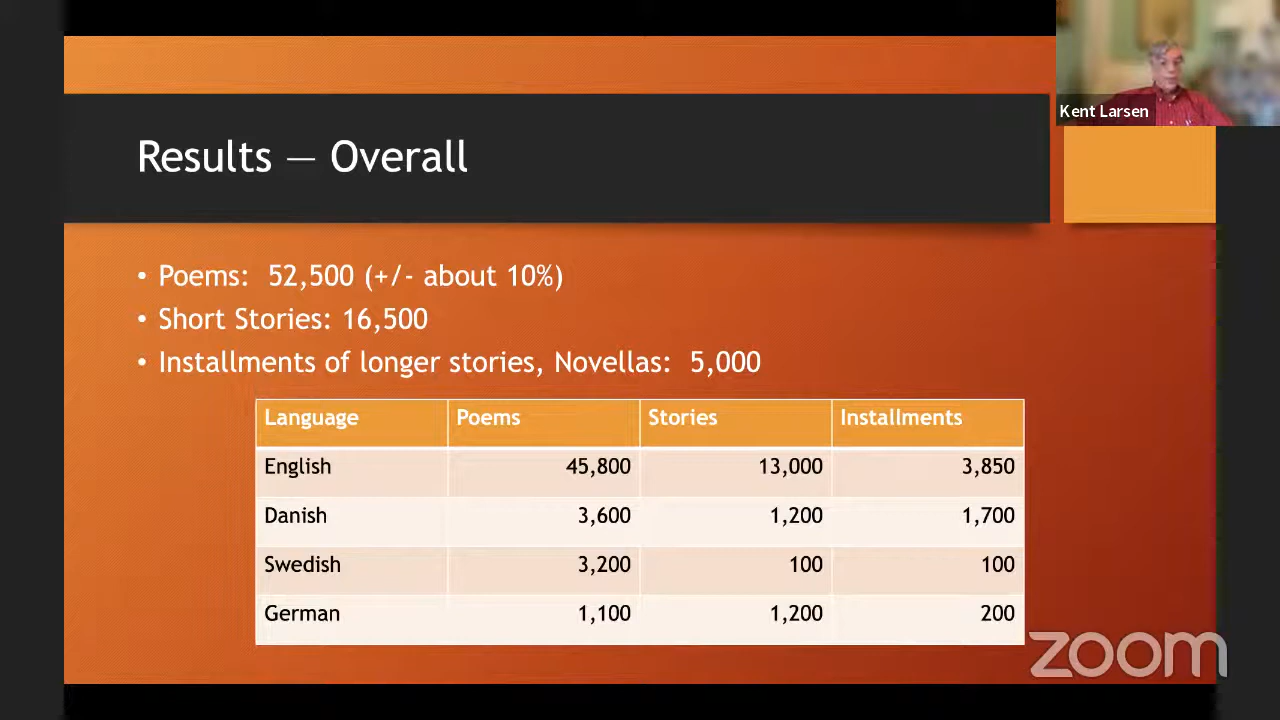 Kent Larsen
Results — Overall
• Poems: 52,500 (+/- about 10%)
• Short Stories: 16,500
• Installments of longer stories, Novellas: 5,000
Language Poems Stories Installments
English 45,800 13,000 3,850
Danish 3,600 1,200 1,700
Swedish 3,200 100 100
German 1,100 1,200 200
zoom